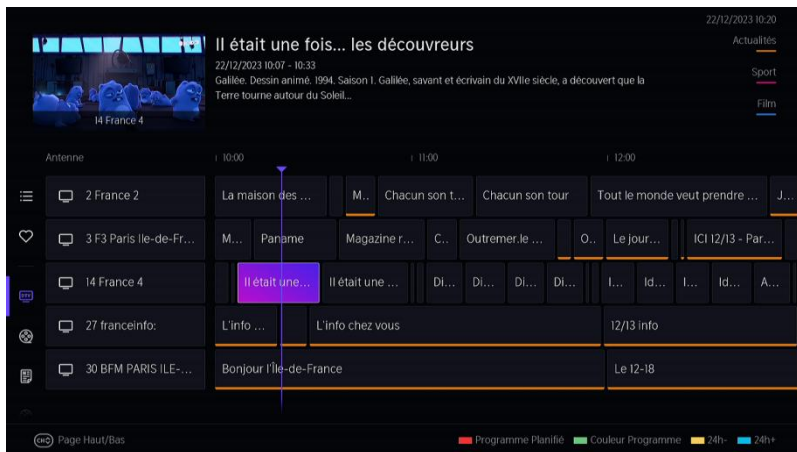 22/12/2023 10:20
Il était une fois... les découvreurs
Actualités
22/12/2023 10:07 - 10:33
Galilée. Dessin animé. 1994. Saison 1. Galilée, savant et écrivain du XVIIe siècle, a découvert que la
Sport
Terre tourne autour du Soleil...
Film
14 France 4
Antenne 10:00 11:00 12:00
2 France 2 La maison des ... M.. Chacun son t... Chacun son tour Tout le monde veut prendre ... J...
3 F3 Paris Ile-de-Fr... M... Paname Magazine r... C.. Outremer.le ... O.. Le jour... ICI 12/13 - Par...
14 France 4 Il était une... Il était une ... Di... Di... Di... Di... I... Id... I... Id... A...
27 franceinfo: L'info ... L'info chez vous 12/13 info
30 BFM PARIS ILE-... Bonjour l'Île-de-France Le 12-18
CH Page Haut/Bas Programme Planifié Couleur Programme 24h- 24h+